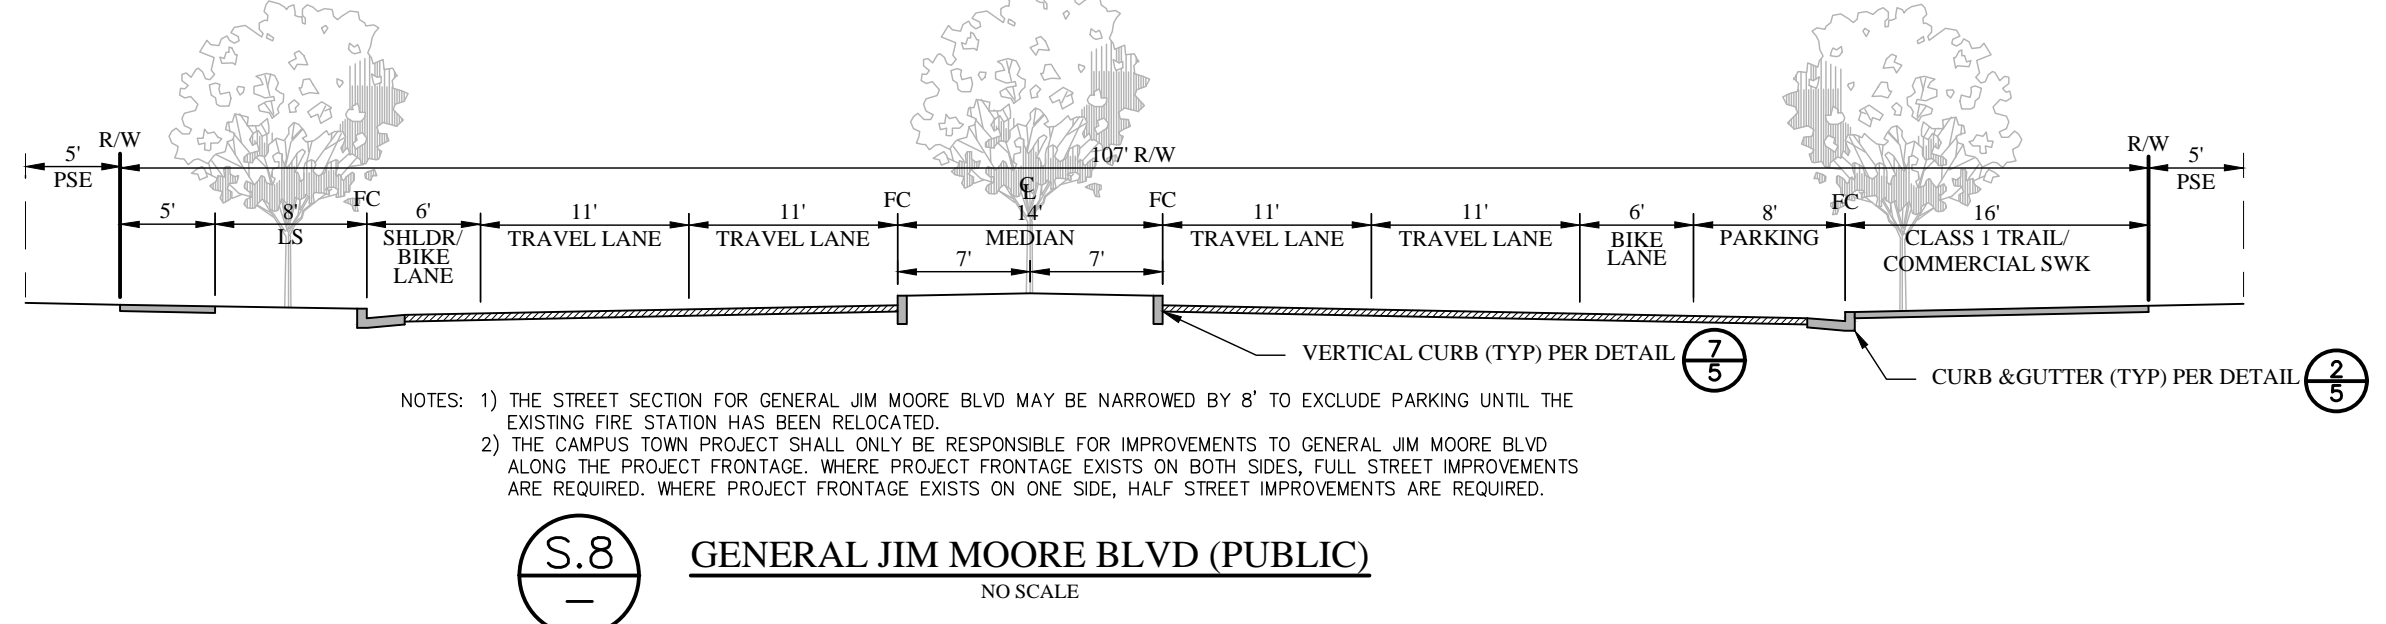 R/W
107' R/W
R/W
5'
PSE
5'
PSE
5'
8'
LS
FC
6'
SHLDR/
BIKE
LANE
11'
TRAVEL LANE
11'
TRAVEL LANE
FC
℄
14'
MEDIAN
7'
7'
FC
11'
TRAVEL LANE
11'
TRAVEL LANE
6'
BIKE
LANE
8'
PARKING
FC
16'
CLASS 1 TRAIL/
COMMERCIAL SWK
VERTICAL CURB (TYP) PER DETAIL
7
5
CURB &GUTTER (TYP) PER DETAIL
2
5
NOTES: 1) THE STREET SECTION FOR GENERAL JIM MOORE BLVD MAY BE NARROWED BY 8' TO EXCLUDE PARKING UNTIL THE
EXISTING FIRE STATION HAS BEEN RELOCATED.
2) THE CAMPUS TOWN PROJECT SHALL ONLY BE RESPONSIBLE FOR IMPROVEMENTS TO GENERAL JIM MOORE BLVD
ALONG THE PROJECT FRONTAGE. WHERE PROJECT FRONTAGE EXISTS ON BOTH SIDES, FULL STREET IMPROVEMENTS
ARE REQUIRED. WHERE PROJECT FRONTAGE EXISTS ON ONE SIDE, HALF STREET IMPROVEMENTS ARE REQUIRED.
S.8
–
GENERAL JIM MOORE BLVD (PUBLIC)
NO SCALE